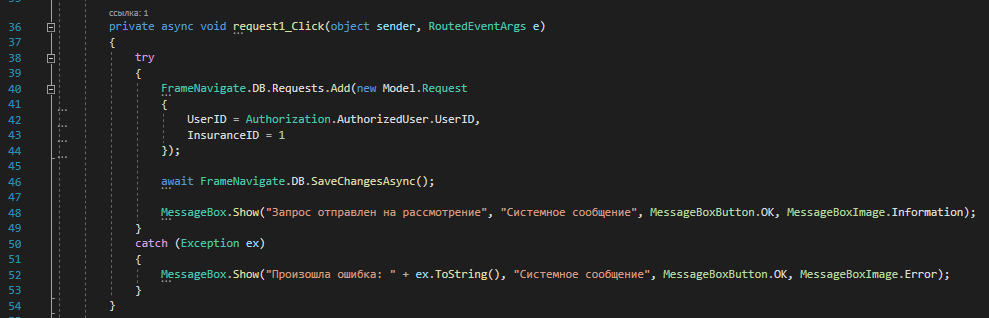 ссылка: 1
36 private async void request1_Click(object sender, RoutedEventArgs e)
37 {
38 try
39 {
40 FrameNavigate.DB.Requests.Add(new Model.Request
41 {
42 UserID = Authorization.AuthorizedUser.UserID,
43 InsuranceID = 1
44 });
45
46 await FrameNavigate.DB.SaveChangesAsync();
47
48 MessageBox.Show("Запрос отправлен на рассмотрение", "Системное сообщение", MessageBoxButton.OK, MessageBoxImage.Information);
49 }
50 catch (Exception ex)
51 {
52 MessageBox.Show("Произошла ошибка: " + ex.ToString(), "Системное сообщение", MessageBoxButton.OK, MessageBoxImage.Error);
53 }
54 }